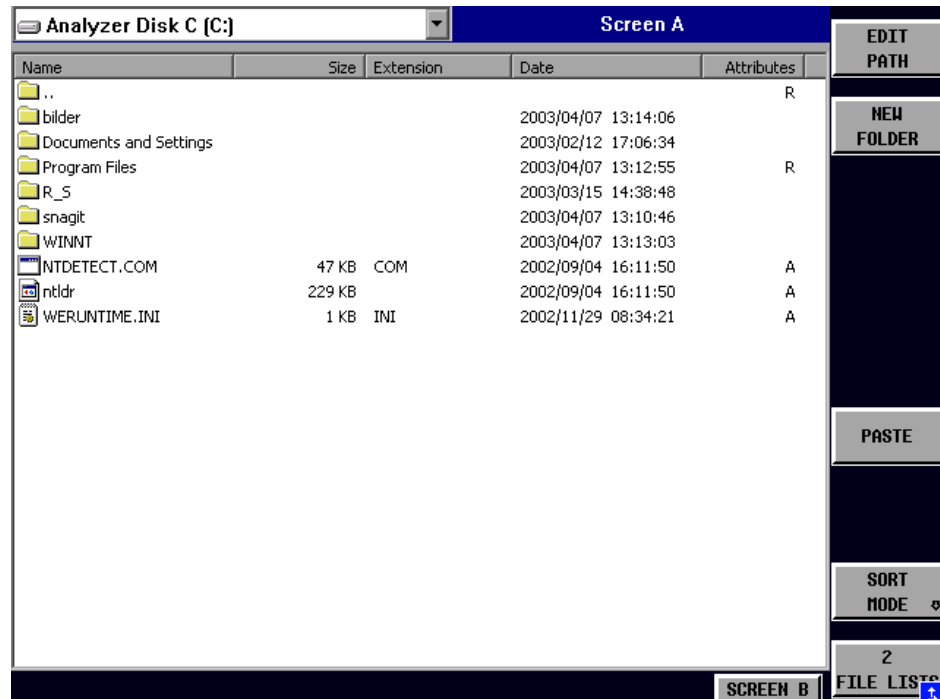 Analyzer Disk C (C:)
Screen A
Name Size Extension Date Attributes
.. R
bilder 2003/04/07 13:14:06
Documents and Settings 2003/02/12 17:06:34
Program Files 2003/04/07 13:12:55 R
R_S 2003/03/15 14:38:48
snagit 2003/04/07 13:10:46
WINNT 2003/04/07 13:13:03
NTDETECT.COM 47 KB COM 2002/09/04 16:11:50 A
ntldr 229 KB 2002/09/04 16:11:50 A
WERUNTIME.INI 1 KB INI 2002/11/29 08:34:21 A
SCREEN B
EDIT
PATH
NEW
FOLDER
PASTE
SORT
MODE
2
FILE LISTS